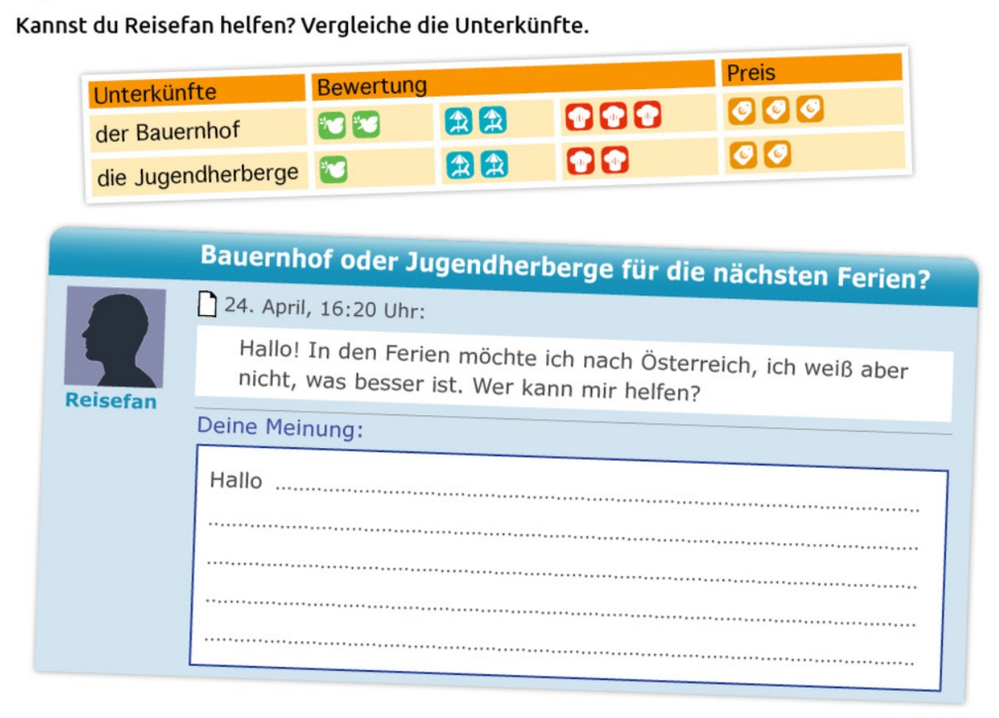 Kannst du Reisefan helfen? Vergleiche die Unterkünfte.
Unterkünfte Bewertung Preis
der Bauernhof
die Jugendherberge
Bauernhof oder Jugendherberge für die nächsten Ferien?
24. April, 16:20 Uhr:
Hallo! In den Ferien möchte ich nach Österreich, ich weiß aber
nicht, was besser ist. Wer kann mir helfen?
Reisefan
Deine Meinung:
Hallo